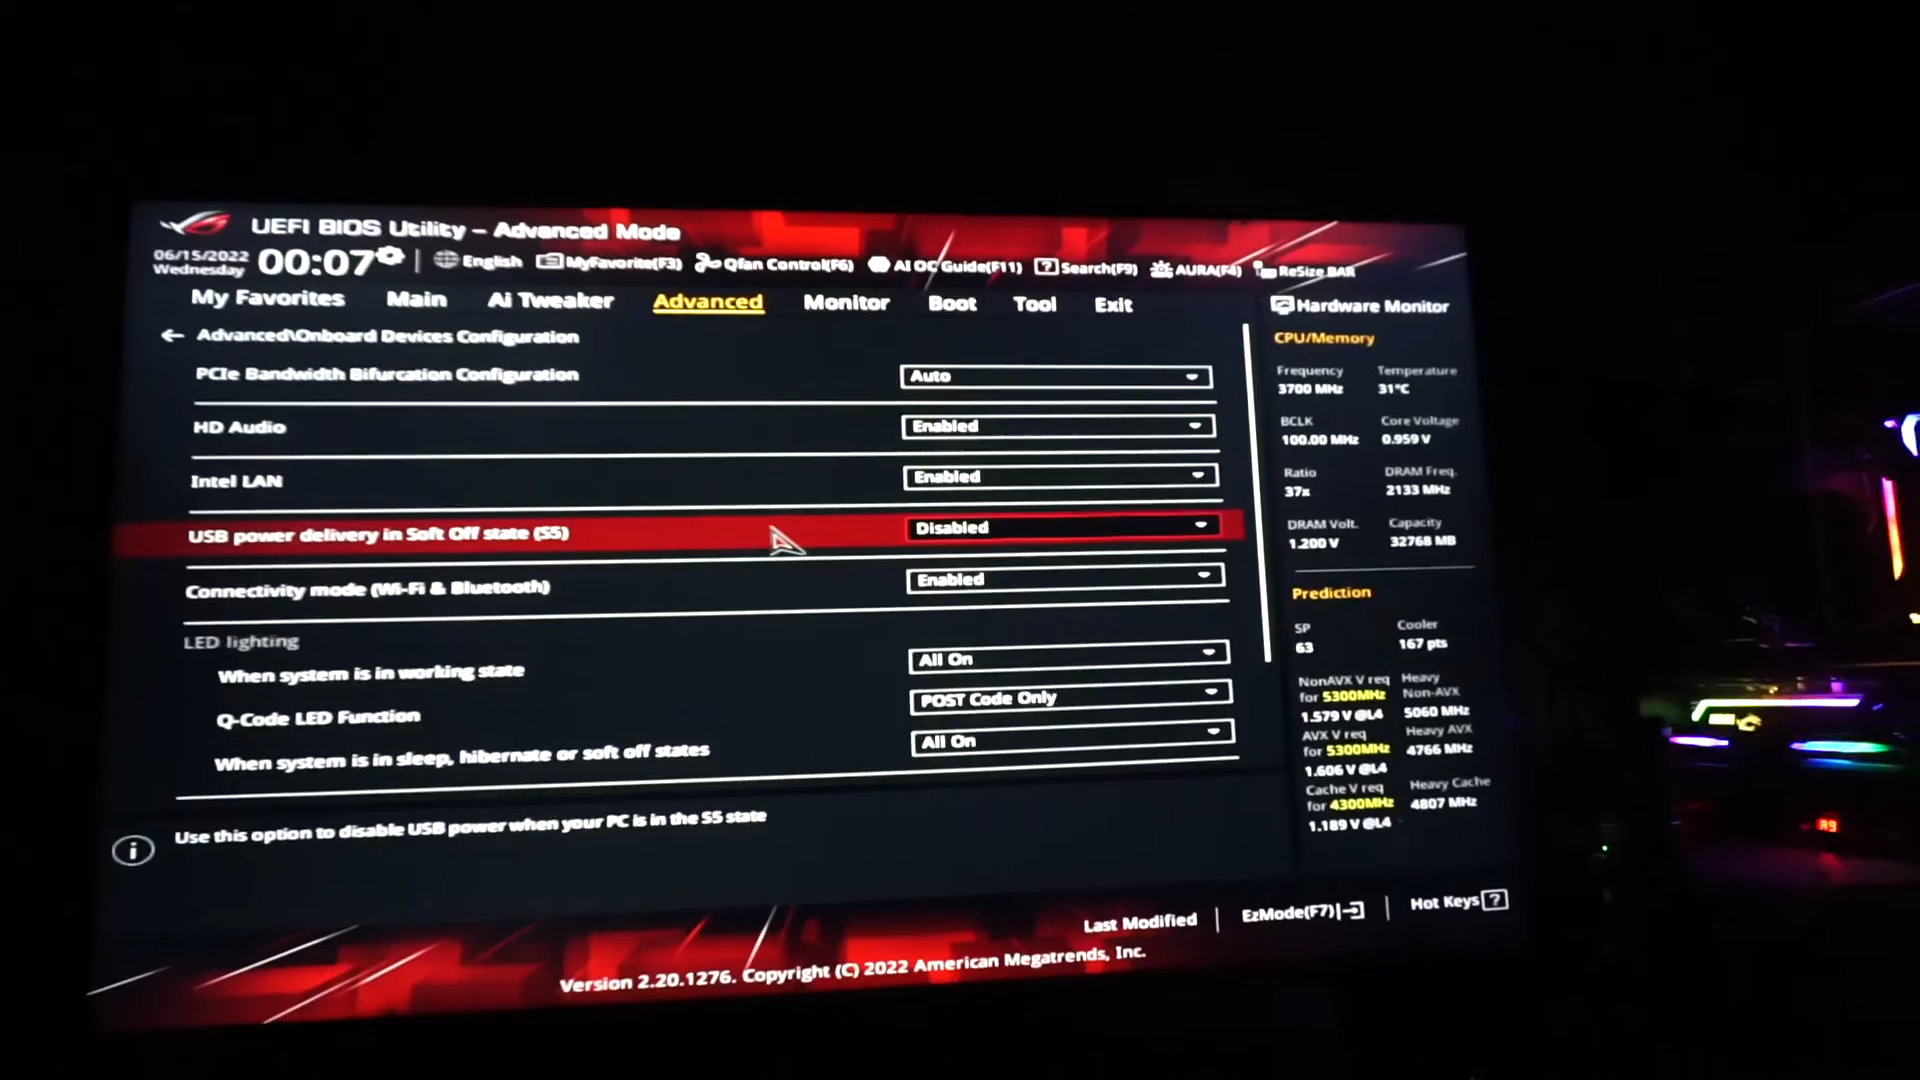 UEFI BIOS Utility – Advanced Mode
06/15/2022
Wednesday
00:07
English
MyFavorite(F3)
Qfan Control(F6)
AI OC Guide(F11)
Search(F9)
AURA(F4)
ReSize BAR
My Favorites
Main
Ai Tweaker
Advanced
Monitor
Boot
Tool
Exit
Advanced\Onboard Devices Configuration
PCIe Bandwidth Bifurcation Configuration
Auto
HD Audio
Enabled
Intel LAN
Enabled
USB power delivery in Soft Off state (S5)
Disabled
Connectivity mode (Wi-Fi & Bluetooth)
Enabled
LED lighting
When system is in working state
All On
Q-Code LED Function
POST Code Only
When system is in sleep, hibernate or soft off states
All On
Use this option to disable USB power when your PC is in the S5 state
Hardware Monitor
CPU/Memory
Frequency Temperature
3700 MHz 31°C
BCLK Core Voltage
100.00 MHz 0.959 V
Ratio DRAM Freq.
37x 2133 MHz
DRAM Volt. Capacity
1.200 V 32768 MB
Prediction
SP Cooler
63 167 pts
NonAVX V req Heavy
for 5300MHz Non-AVX
1.579 V @L4 5060 MHz
AVX V req Heavy AVX
for 5300MHz 4766 MHz
1.606 V @L4
Cache V req Heavy Cache
for 4300MHz 4807 MHz
1.189 V @L4
Last Modified
EzMode(F7)
Hot Keys ?
Version 2.20.1276. Copyright (C) 2022 American Megatrends, Inc.
A9